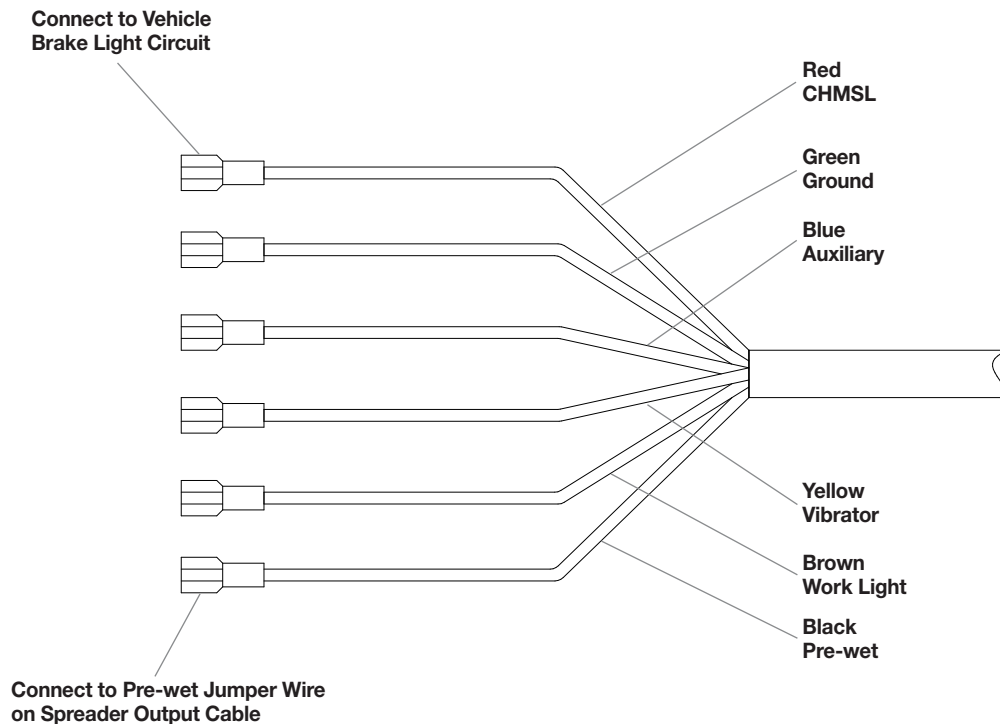 Connect to Vehicle
Brake Light Circuit
Red
CHMSL
Green
Ground
Blue
Auxiliary
Yellow
Vibrator
Brown
Work Light
Black
Pre-wet
Connect to Pre-wet Jumper Wire
on Spreader Output Cable